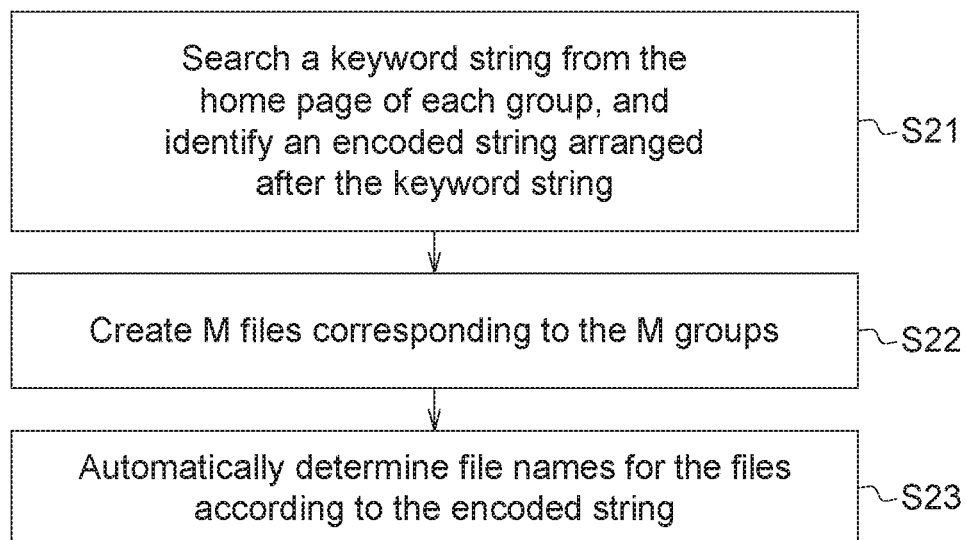 Search a keyword string from the
home page of each group, and
identify an encoded string arranged
after the keyword string
S21
Create M files corresponding to the M groups
S22
Automatically determine file names for the files
according to the encoded string
S23